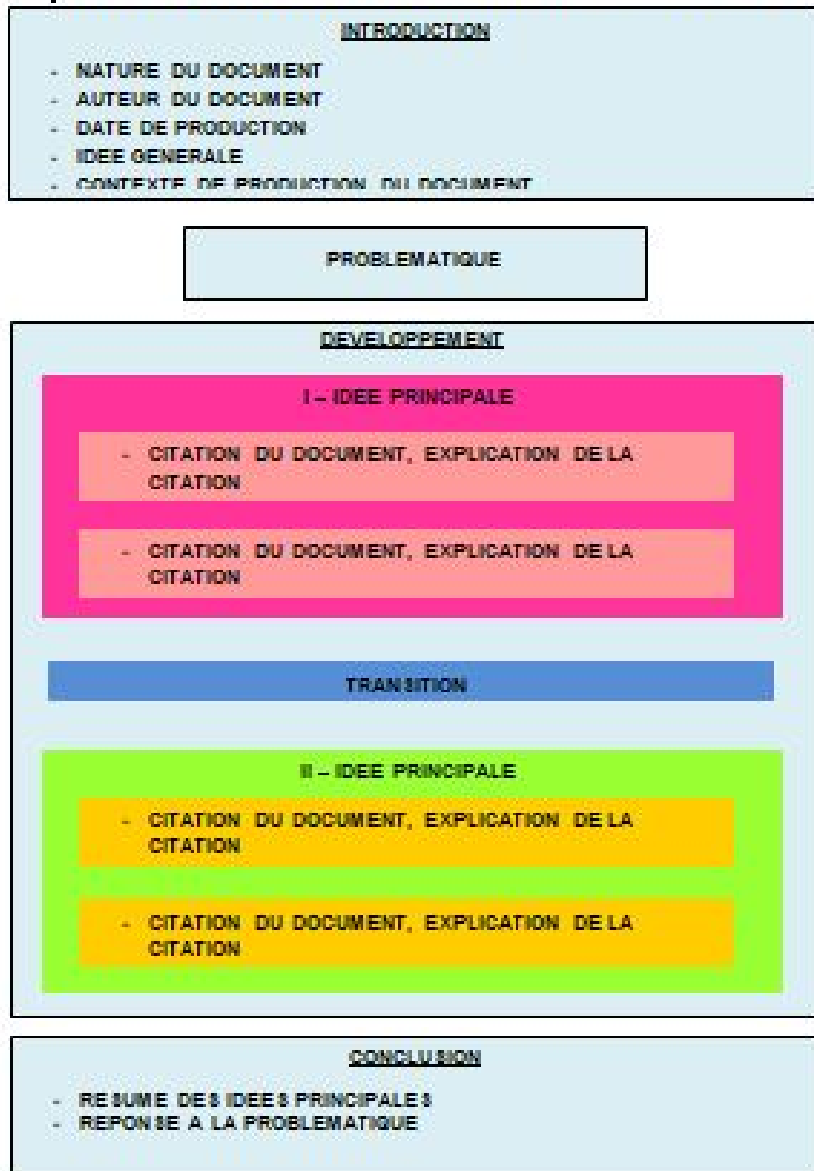 INTRODUCTION
- NATURE DU DOCUMENT
- AUTEUR DU DOCUMENT
- DATE DE PRODUCTION
- IDEE GENERALE
- CONTEXTE DE PRODUCTION DU DOCUMENT
PROBLEMATIQUE
DEVELOPPEMENT
I – IDEE PRINCIPALE
- CITATION DU DOCUMENT, EXPLICATION DE LA
CITATION
- CITATION DU DOCUMENT, EXPLICATION DE LA
CITATION
TRANSITION
II – IDEE PRINCIPALE
- CITATION DU DOCUMENT, EXPLICATION DE LA
CITATION
- CITATION DU DOCUMENT, EXPLICATION DE LA
CITATION
CONCLUSION
- RESUME DES IDEES PRINCIPALES
- REPONSE A LA PROBLEMATIQUE